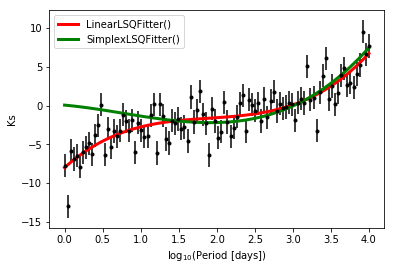 LinearLSQFitter()
SimplexLSQFitter()
10
5
0
−5
−10
−15
Ks
0.0 0.5 1.0 1.5 2.0 2.5 3.0 3.5 4.0
log₁₀(Period [days])